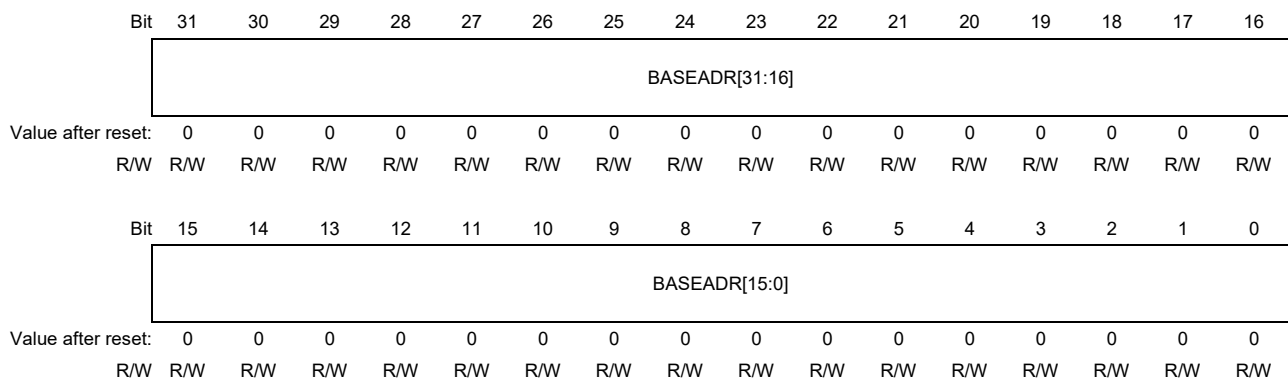 Bit 31 30 29 28 27 26 25 24 23 22 21 20 19 18 17 16
BASEADR[31:16]
Value after reset: 0 0 0 0 0 0 0 0 0 0 0 0 0 0 0 0
R/W R/W R/W R/W R/W R/W R/W R/W R/W R/W R/W R/W R/W R/W R/W R/W R/W
Bit 15 14 13 12 11 10 9 8 7 6 5 4 3 2 1 0
BASEADR[15:0]
Value after reset: 0 0 0 0 0 0 0 0 0 0 0 0 0 0 0 0
R/W R/W R/W R/W R/W R/W R/W R/W R/W R/W R/W R/W R/W R/W R/W R/W R/W